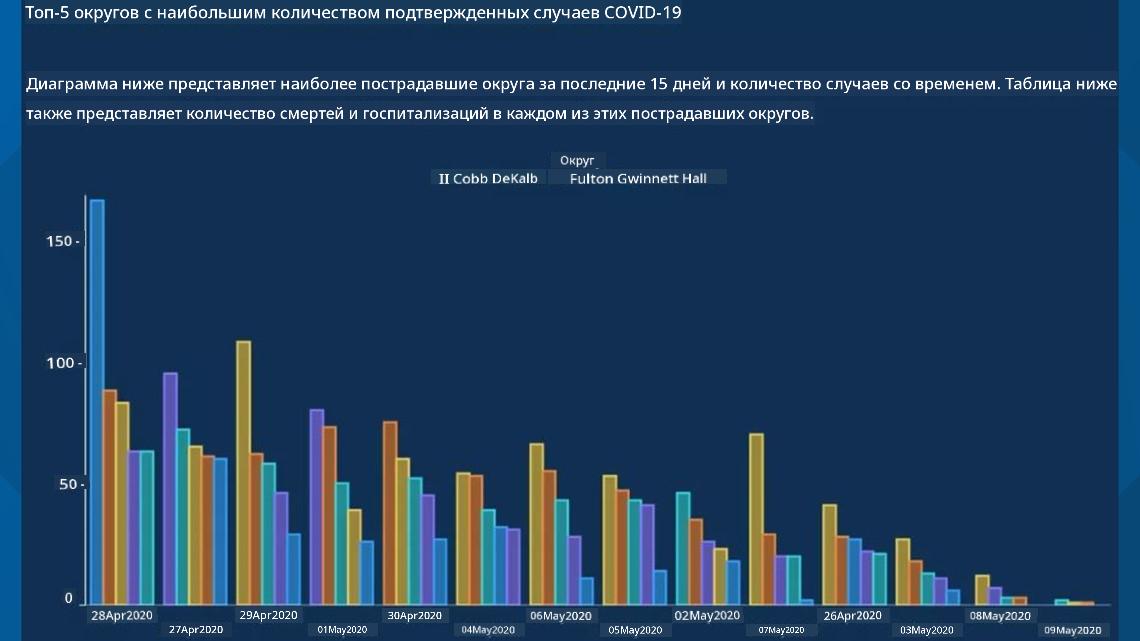 Топ-5 округов с наибольшим количеством подтвержденных случаев COVID-19
Диаграмма ниже представляет наиболее пострадавшие округа за последние 15 дней и количество случаев со временем. Таблица ниже
также представляет количество смертей и госпитализаций в каждом из этих пострадавших округов.
Округ
II Cobb DeKalb Fulton Gwinnett Hall
150 -
100 -
50 -
0
28Apr2020 29Apr2020 30Apr2020 06May2020 02May2020 26Apr2020 08May2020
27Apr2020 01May2020 04May2020 05May2020 07May2020 03May2020 09May2020